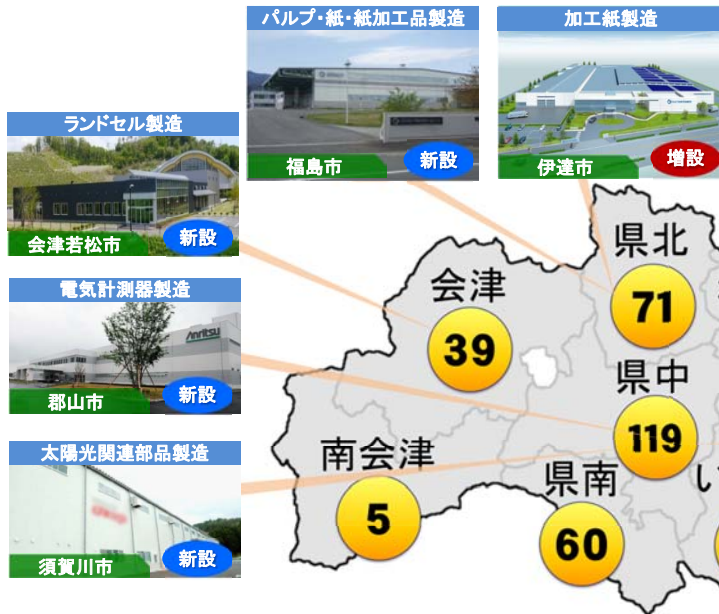 パルプ・紙・紙加工品製造
福島市
新設
加工紙製造
伊達市
増設
ランドセル製造
会津若松市
新設
電気計測器製造
Anritsu
郡山市
新設
太陽光関連部品製造
須賀川市
新設
県北
71
会津
39
県中
119
南会津
5
県南
60
い